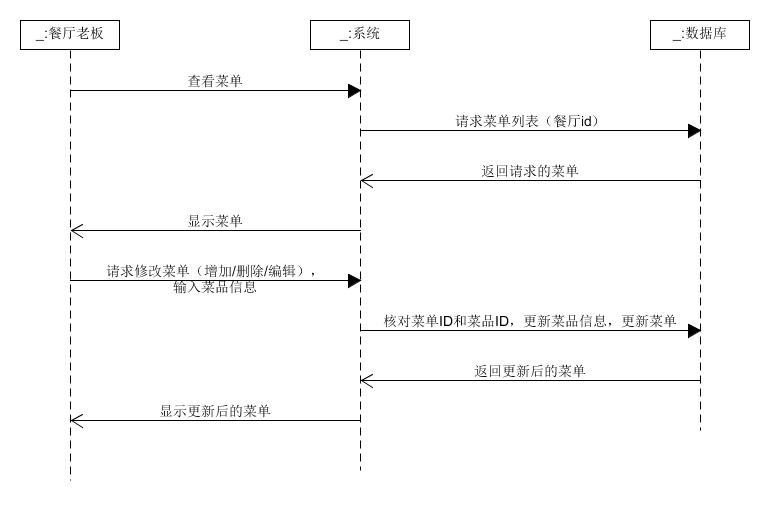 _:餐厅老板
_:系统
_:数据库
查看菜单
请求菜单列表（餐厅id）
返回请求的菜单
显示菜单
请求修改菜单（增加/删除/编辑），
输入菜品信息
核对菜单ID和菜品ID，更新菜品信息，更新菜单
返回更新后的菜单
显示更新后的菜单